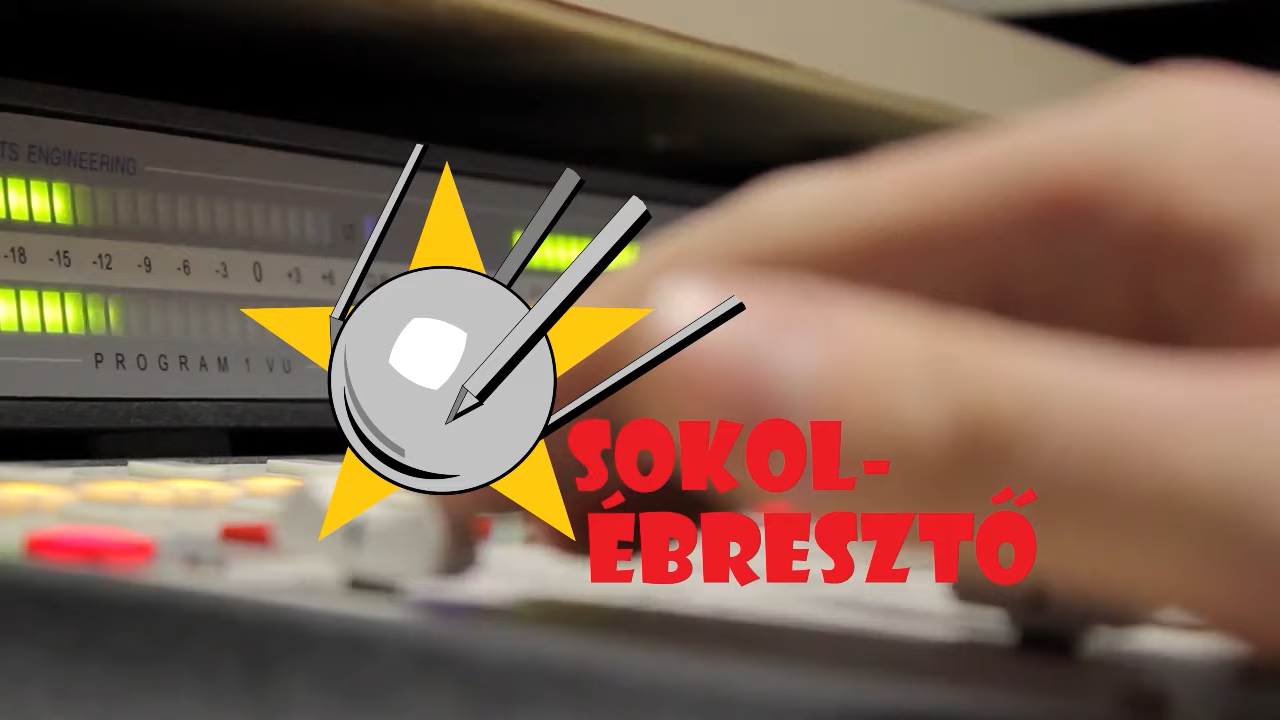 TS ENGINEERING
-18 -15 -12 -9 -6 -3 0 +3 +6
PROGRAM 1 VU
SOKOL-
ÉBRESZTŐ